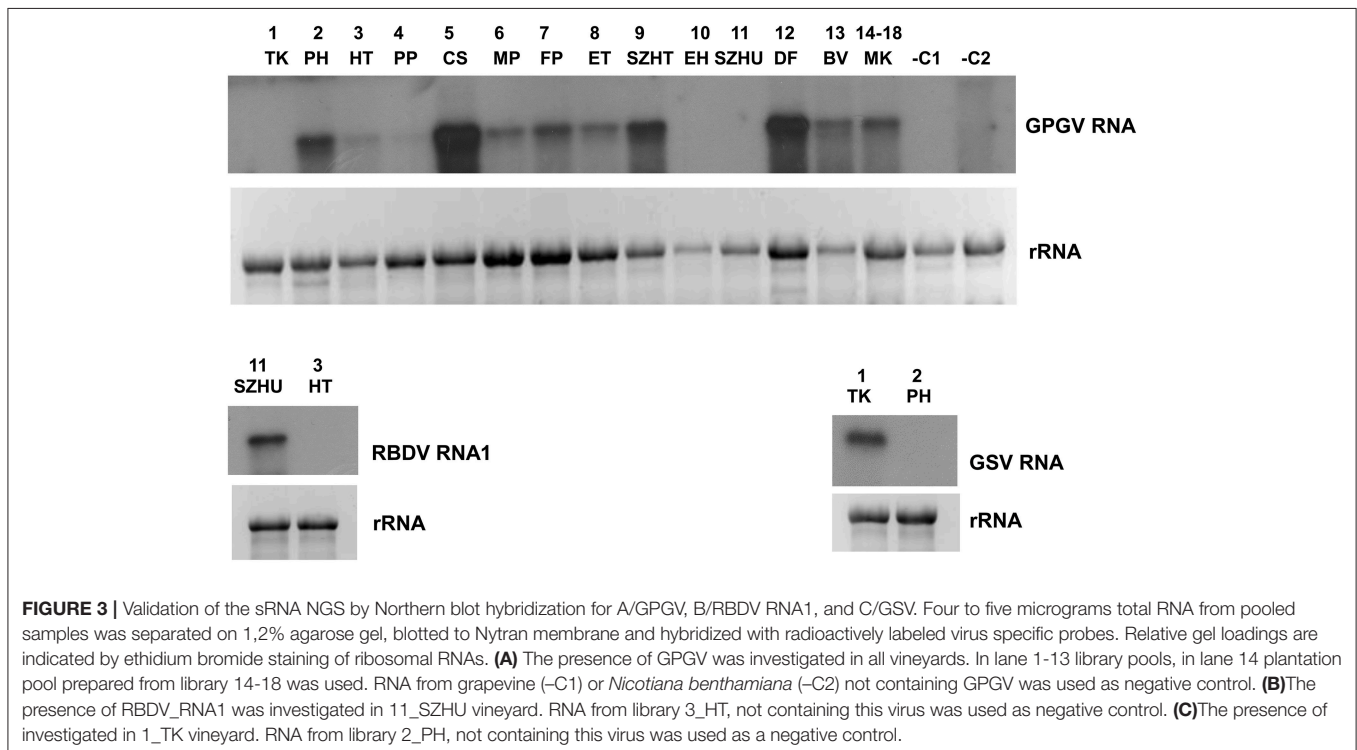 1 2 3 4 5 6 7 8 9 10 11 12 13 14-18
TK PH HT PP CS MP FP ET SZHT EH SZHU DF BV MK -C1 -C2
GPGV RNA
rRNA
11 3
SZHU HT
RBDV RNA1
rRNA
1 2
TK PH
GSV RNA
rRNA
FIGURE 3 | Validation of the sRNA NGS by Northern blot hybridization for A/GPGV, B/RBDV RNA1, and C/GSV. Four to five micrograms total RNA from pooled
samples was separated on 1,2% agarose gel, blotted to Nytran membrane and hybridized with radioactively labeled virus specific probes. Relative gel loadings are
indicated by ethidium bromide staining of ribosomal RNAs. (A) The presence of GPGV was investigated in all vineyards. In lane 1-13 library pools, in lane 14 plantation
pool prepared from library 14-18 was used. RNA from grapevine (–C1) or Nicotiana benthamiana (–C2) not containing GPGV was used as negative control. (B)The
presence of RBDV_RNA1 was investigated in 11_SZHU vineyard. RNA from library 3_HT, not containing this virus was used as negative control. (C)The presence of
investigated in 1_TK vineyard. RNA from library 2_PH, not containing this virus was used as a negative control.